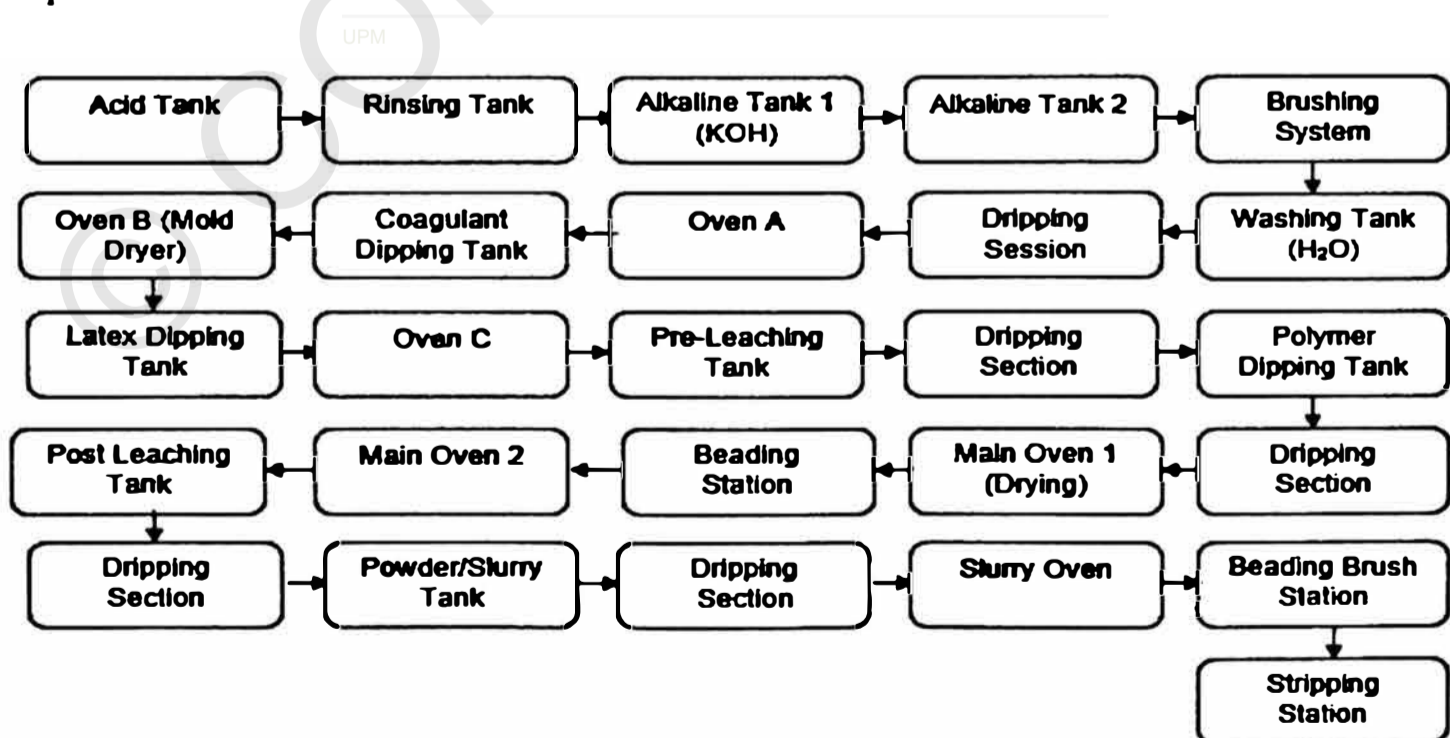 UPM
Acid Tank
Rinsing Tank
Alkaline Tank 1
(KOH)
Alkaline Tank 2
Brushing
System
Oven B (Mold
Dryer)
Coagulant
Dipping Tank
Oven A
Dripping
Session
Washing Tank
(H₂O)
Latex Dipping
Tank
Oven C
Pre-Leaching
Tank
Dripping
Section
Polymer
Dipping Tank
Post Leaching
Tank
Main Oven 2
Beading
Station
Main Oven 1
(Drying)
Dripping
Section
Dripping
Section
Powder/Slurry
Tank
Dripping
Section
Slurry Oven
Beading Brush
Station
Stripping
Station